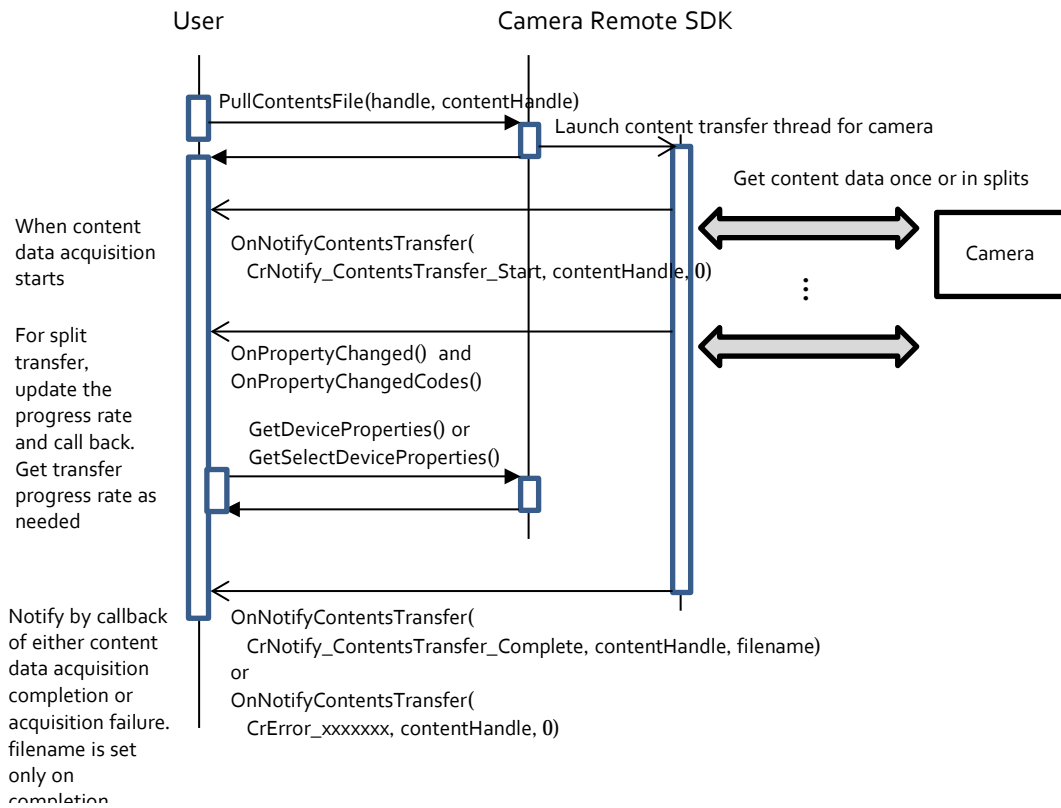 User
Camera Remote SDK
PullContentsFile(handle, contentHandle)
Launch content transfer thread for camera
Get content data once or in splits
Camera
When content
data acquisition
starts
OnNotifyContentsTransfer(
CrNotify_ContentsTransfer_Start, contentHandle, 0)
⋮
For split
transfer,
update the
progress rate
and call back.
Get transfer
progress rate as
needed
OnPropertyChanged() and
OnPropertyChangedCodes()
GetDeviceProperties() or
GetSelectDeviceProperties()
Notify by callback
of either content
data acquisition
completion or
acquisition failure.
filename is set
only on
completion
OnNotifyContentsTransfer(
CrNotify_ContentsTransfer_Complete, contentHandle, filename)
or
OnNotifyContentsTransfer(
CrError_xxxxxxx, contentHandle, 0)